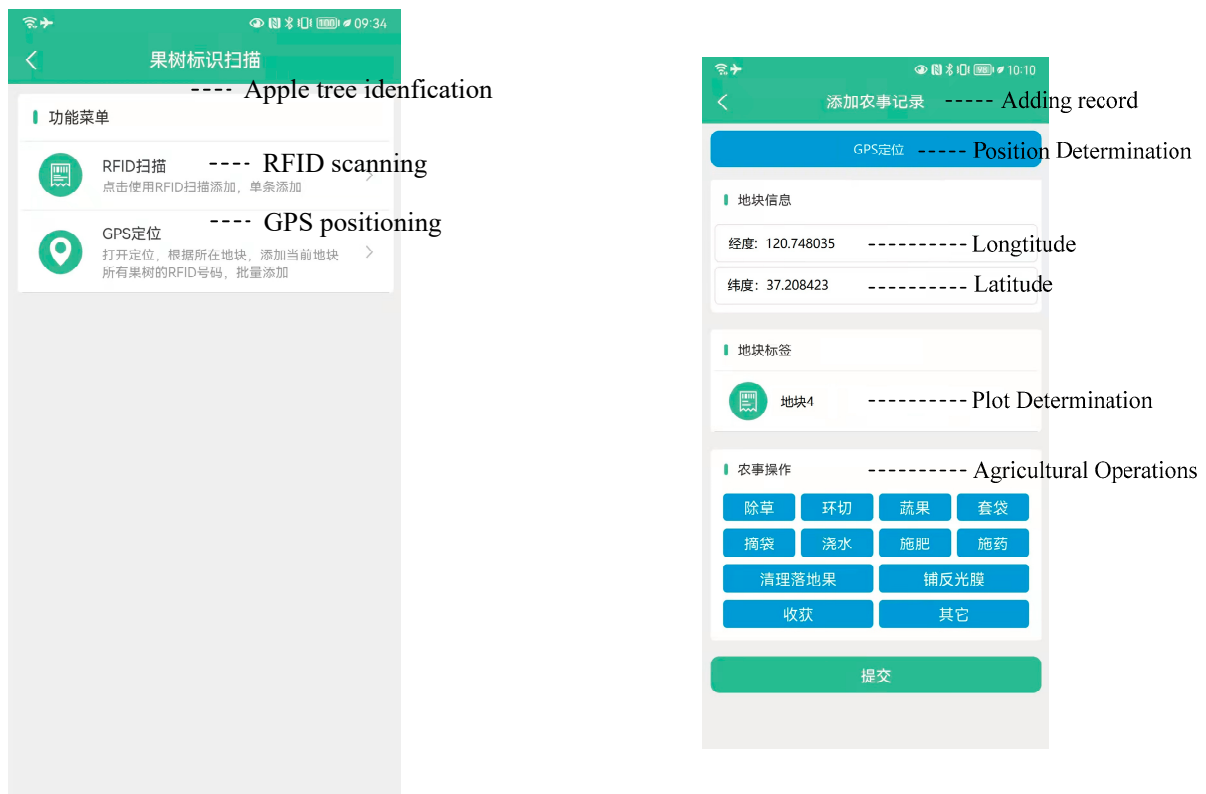 09:34
果树标识扫描
Apple tree idenfication
功能菜单
RFID扫描
RFID scanning
点击使用RFID扫描添加，单条添加
GPS positioning
GPS定位
打开定位，根据所在地块，添加当前地块
所有果树的RFID号码，批量添加
10:10
添加农事记录
Adding record
GPS定位
Position Determination
地块信息
经度: 120.748035
Longtitude
纬度: 37.208423
Latitude
地块标签
地块4
Plot Determination
农事操作
Agricultural Operations
除草 环切 蔬果 套袋
摘袋 浇水 施肥 施药
清理落地果 铺反光膜
收获 其它
提交